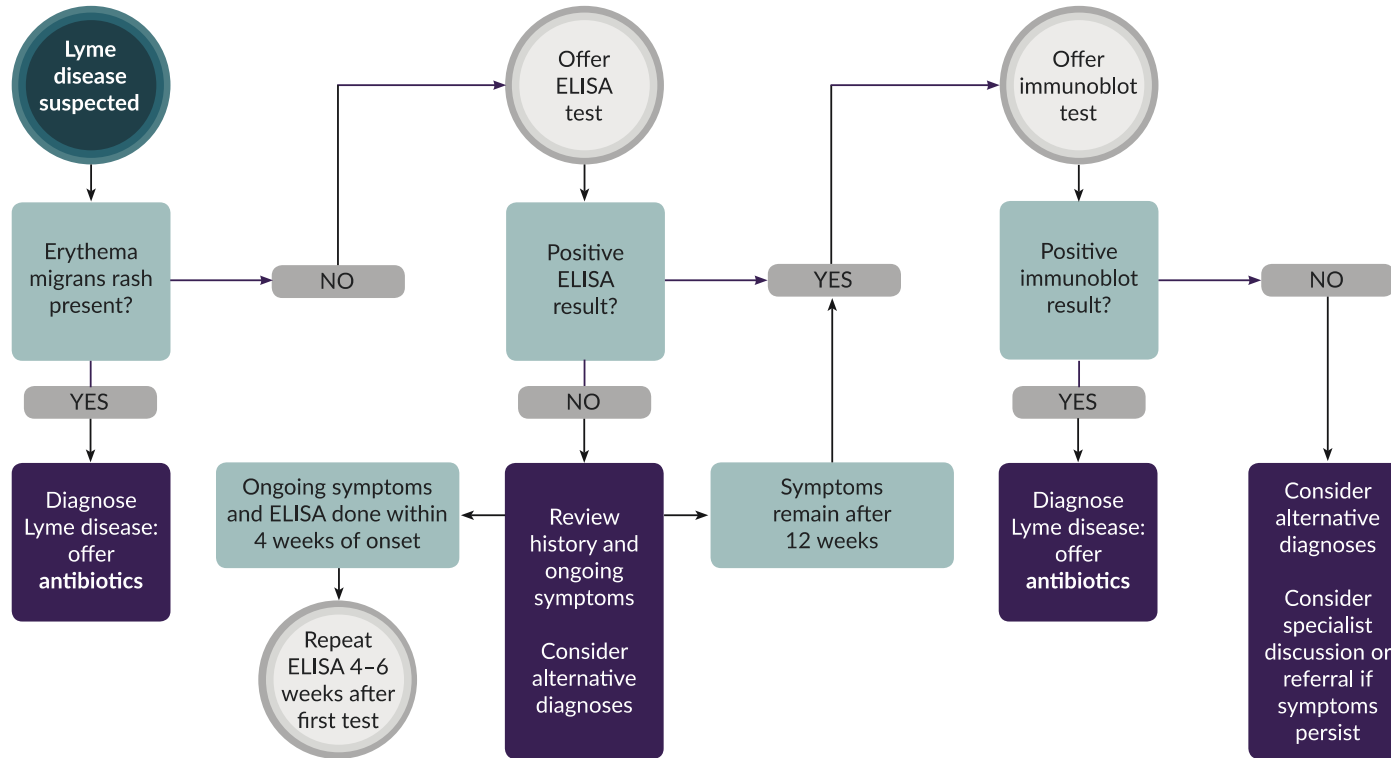 Lyme
disease
suspected
Erythema
migrans rash
present?
NO
YES
Diagnose
Lyme disease:
offer
antibiotics
Offer
ELISA
test
Positive
ELISA
result?
YES
NO
Review
history and
ongoing
symptoms
Consider
alternative
diagnoses
Ongoing symptoms
and ELISA done within
4 weeks of onset
Repeat
ELISA 4–6
weeks after
first test
Symptoms
remain after
12 weeks
Offer
immunoblot
test
Positive
immunoblot
result?
NO
YES
Diagnose
Lyme disease:
offer
antibiotics
Consider
alternative
diagnoses
Consider
specialist
discussion or
referral if
symptoms
persist